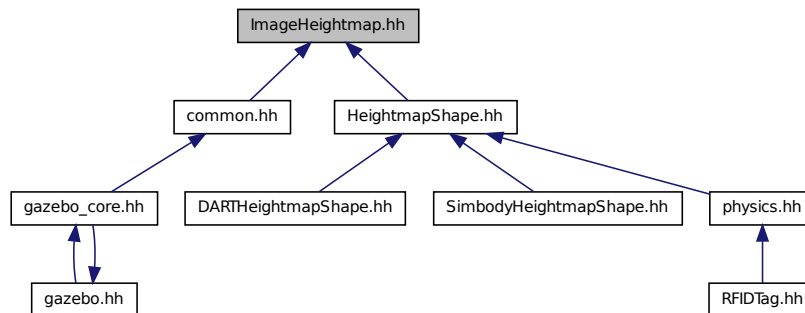 ImageHeightmap.hh
common.hh
HeightmapShape.hh
gazebo_core.hh
DARTHeightmapShape.hh
SimbodyHeightmapShape.hh
physics.hh
gazebo.hh
RFIDTag.hh